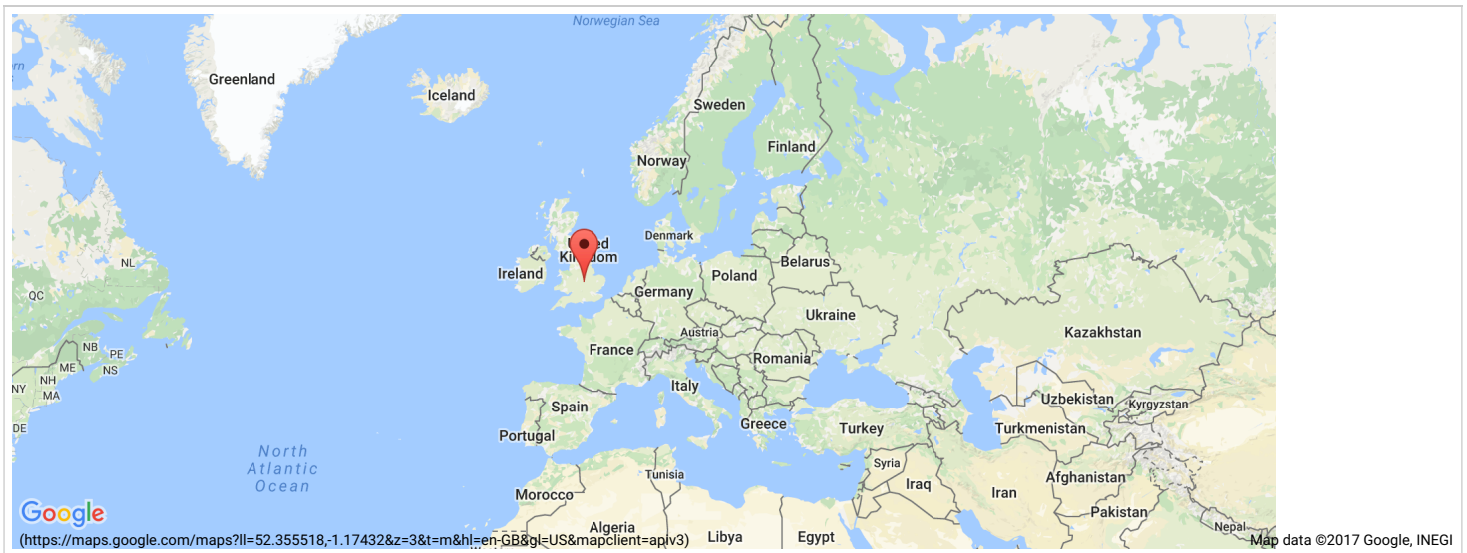 Norwegian Sea
Greenland
Iceland
Sweden
Finland
Norway
Denmark
United
Kingdom
Ireland
NL
QC
Poland
Belarus
Germany
Ukraine
Austria
Kazakhstan
France
Romania
NB
PE
ME
NS
NH
NY
MA
Italy
Spain
Uzbekistan
Kyrgyzstan
DE
Portugal
Greece
Turkey
Turkmenistan
North
Atlantic
Ocean
Syria
Tunisia
Iraq
Iran
Afghanistan
Morocco
Pakistan
Google
Algeria
Libya
Egypt
Nepal
(https://maps.google.com/maps?ll=52.355518,-1.17432&z=3&t=m&hl=en-GB&gl=US&mapclient=apiv3)
Map data ©2017 Google, INEGI